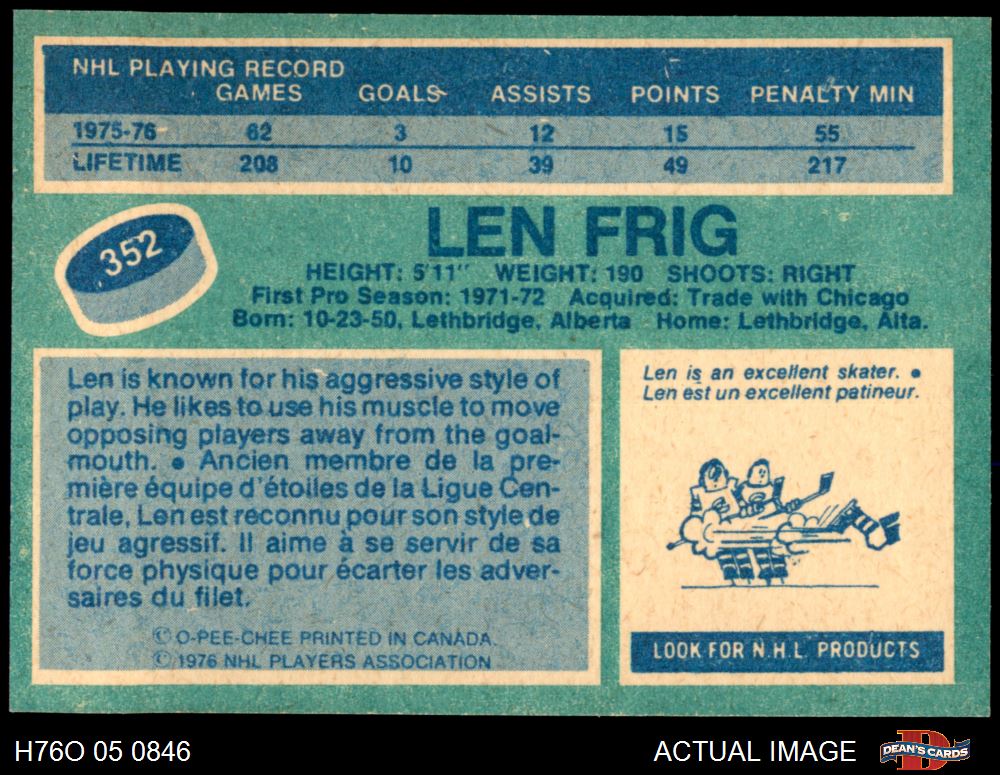 NHL PLAYING RECORD
GAMES GOALS ASSISTS POINTS PENALTY MIN
1975-76 62 3 12 15 55
LIFETIME 208 10 39 49 217
352
LEN FRIG
HEIGHT: 5'11" WEIGHT: 190 SHOOTS: RIGHT
First Pro Season: 1971-72 Acquired: Trade with Chicago
Born: 10-23-50, Lethbridge, Alberta Home: Lethbridge, Alta.
Len is known for his aggressive style of
play. He likes to use his muscle to move
opposing players away from the goal-
mouth. ● Ancien membre de la pre-
mière équipe d'étoiles de la Ligue Cen-
trale, Len est reconnu pour son style de
jeu agressif. Il aime à se servir de sa
force physique pour écarter les adver-
saires du filet.
© O-PEE-CHEE PRINTED IN CANADA.
© 1976 NHL PLAYERS ASSOCIATION
Len is an excellent skater. ●
Len est un excellent patineur.
LOOK FOR N.H.L. PRODUCTS
H76O 05 0846
ACTUAL IMAGE
DEAN'S CARDS